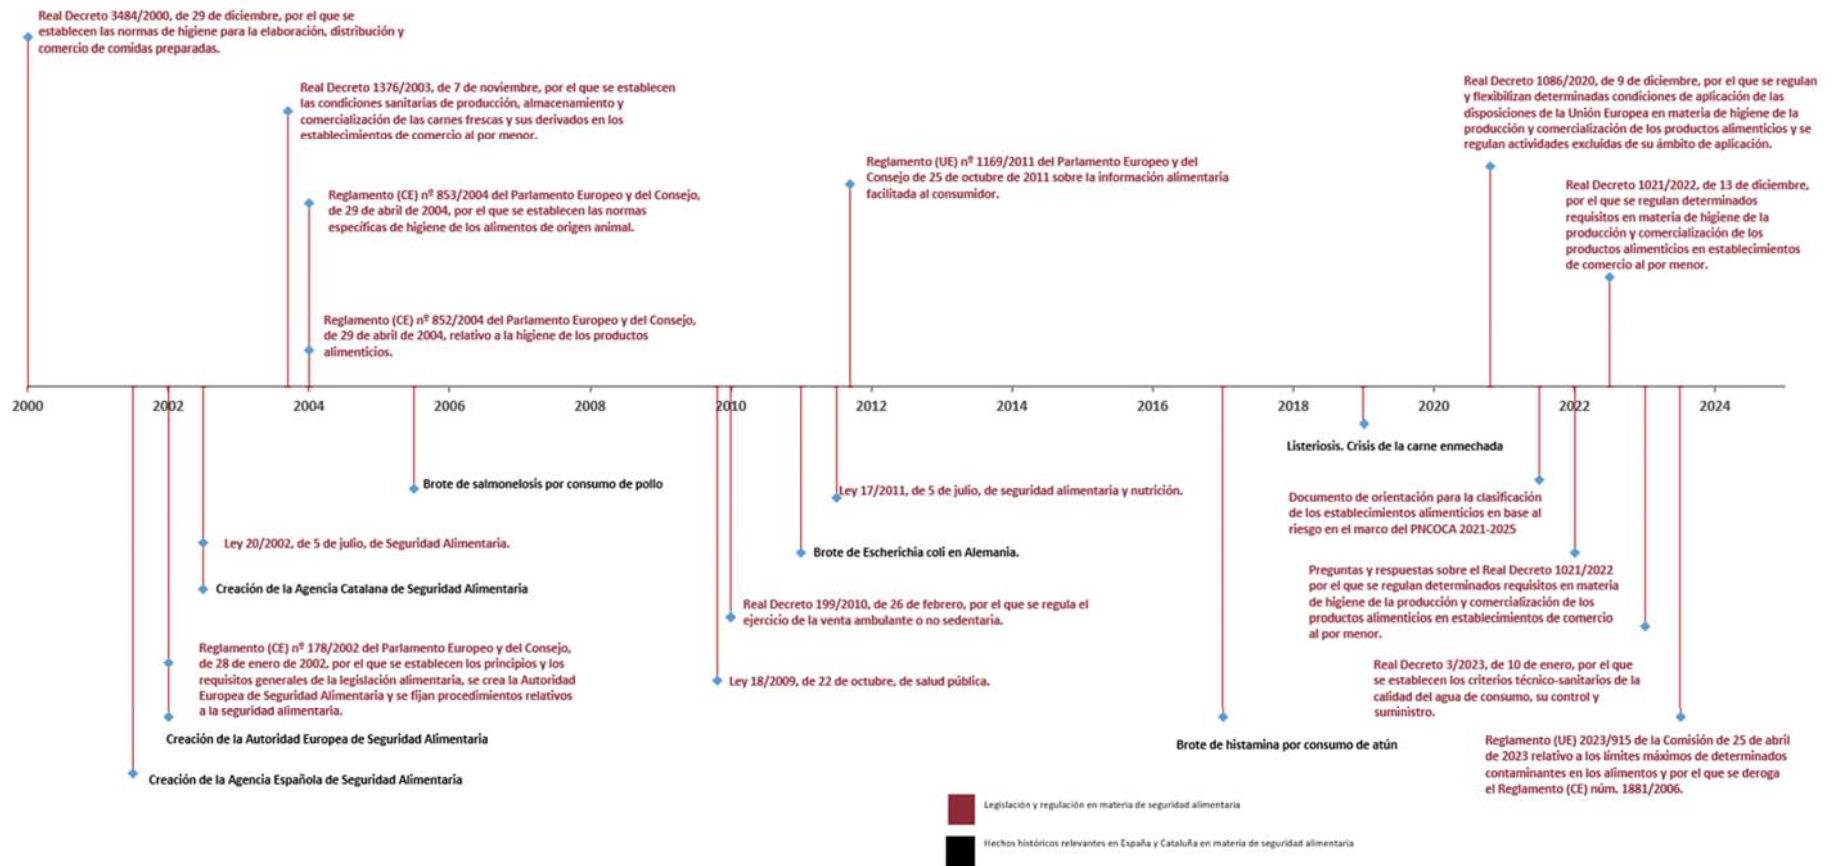 Real Decreto 3484/2000, de 29 de diciembre, por el que se
establecen las normas de higiene para la elaboración, distribución y
comercio de comidas preparadas.
Real Decreto 1376/2003, de 7 de noviembre, por el que se establecen
las condiciones sanitarias de producción, almacenamiento y
comercialización de las carnes frescas y sus derivados en los
establecimientos de comercio al por menor.
Reglamento (CE) nº 853/2004 del Parlamento Europeo y del Consejo,
de 29 de abril de 2004, por el que se establecen las normas
específicas de higiene de los alimentos de origen animal.
Reglamento (CE) nº 852/2004 del Parlamento Europeo y del Consejo,
de 29 de abril de 2004, relativo a la higiene de los productos
alimenticios.
Reglamento (UE) nº 1169/2011 del Parlamento Europeo y del
Consejo de 25 de octubre de 2011 sobre la información alimentaria
facilitada al consumidor.
Real Decreto 1086/2020, de 9 de diciembre, por el que se regulan
y flexibilizan determinadas condiciones de aplicación de las
disposiciones de la Unión Europea en materia de higiene de la
producción y comercialización de los productos alimenticios y se
regulan actividades excluidas de su ámbito de aplicación.
Real Decreto 1021/2022, de 13 de diciembre,
por el que se regulan determinados
requisitos en materia de higiene de la
producción y comercialización de los
productos alimenticios en establecimientos
de comercio al por menor.
2000 2002 2004 2006 2008 2010 2012 2014 2016 2018 2020 2022 2024
Brote de salmonelosis por consumo de pollo
Ley 20/2002, de 5 de julio, de Seguridad Alimentaria.
Creación de la Agencia Catalana de Seguridad Alimentaria
Reglamento (CE) nº 178/2002 del Parlamento Europeo y del Consejo,
de 28 de enero de 2002, por el que se establecen los principios y los
requisitos generales de la legislación alimentaria, se crea la Autoridad
Europea de Seguridad Alimentaria y se fijan procedimientos relativos
a la seguridad alimentaria.
Creación de la Autoridad Europea de Seguridad Alimentaria
Creación de la Agencia Española de Seguridad Alimentaria
Ley 17/2011, de 5 de julio, de seguridad alimentaria y nutrición.
Brote de Escherichia coli en Alemania.
Real Decreto 199/2010, de 26 de febrero, por el que se regula el
ejercicio de la venta ambulante o no sedentaria.
Ley 18/2009, de 22 de octubre, de salud pública.
Listeriosis. Crisis de la carne enmechada
Documento de orientación para la clasificación
de los establecimientos alimenticios en base al
riesgo en el marco del PNCOCA 2021-2025
Preguntas y respuestas sobre el Real Decreto 1021/2022
por el que se regulan determinados requisitos en materia
de higiene de la producción y comercialización de los
productos alimenticios en establecimientos de comercio
al por menor.
Real Decreto 3/2023, de 10 de enero, por el que
se establecen los criterios técnico-sanitarios de la
calidad del agua de consumo, su control y
suministro.
Brote de histamina por consumo de atún
Reglamento (UE) 2023/915 de la Comisión de 25 de abril
de 2023 relativo a los límites máximos de determinados
contaminantes en los alimentos y por el que se deroga
el Reglamento (CE) núm. 1881/2006.
Legislación y regulación en materia de seguridad alimentaria
Hechos históricos relevantes en España y Cataluña en materia de seguridad alimentaria